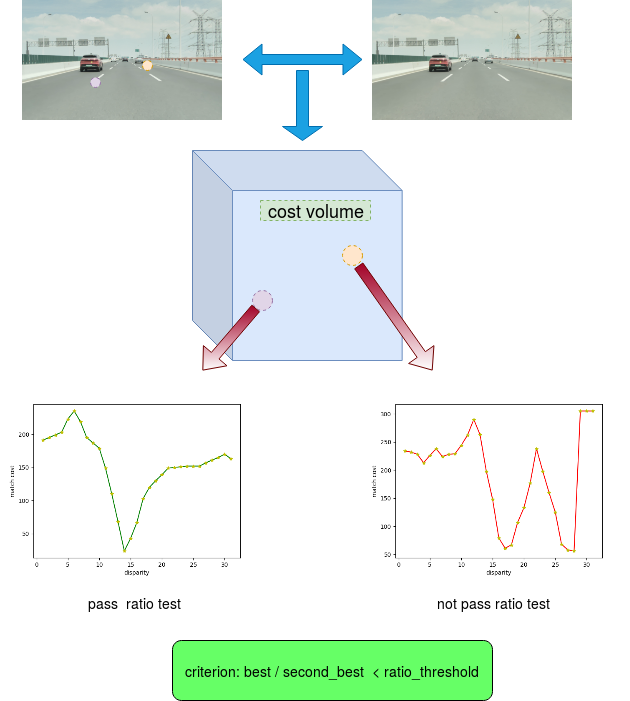 cost volume
200
150
100
50
match cost
0 5 10 15 20 25 30
disparity
300
250
200
150
100
50
match cost
0 5 10 15 20 25 30
disparity
pass ratio test
not pass ratio test
criterion: best / second_best < ratio_threshold